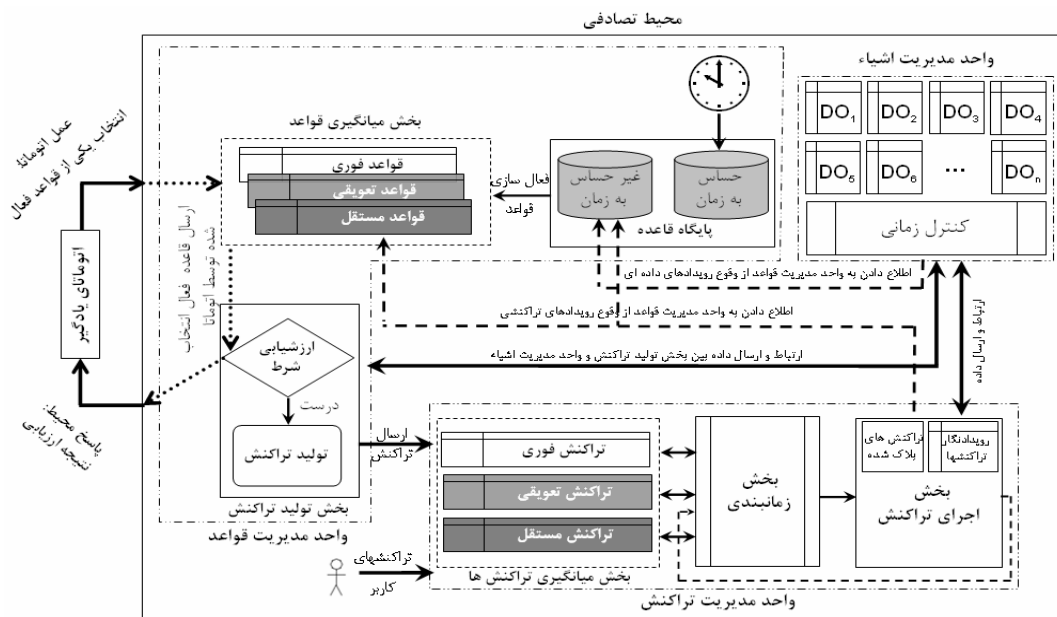 محیط تصادفی
واحد مدیریت اشیاء
DO1
DO2
DO3
DO4
DO5
DO6
...
DOn
کنترل زمانی
بخش میانگیری قواعد
قواعد فوری
قواعد تعویقی
قواعد مستقل
فعال سازی
قواعد
غیر حساس
به زمان
حساس
به زمان
پایگاه قاعده
عمل اتوماتا:
انتخاب یکی از قواعد فعال
اتوماتای یادگیر
پاسخ محیط:
نتیجه ارزیابی
ارسال قاعده فعال انتخاب
شده توسط اتوماتا
اطلاع دادن به واحد مدیریت قواعد از وقوع رویدادهای داده ای
اطلاع دادن به واحد مدیریت قواعد از وقوع رویدادهای تراکنشی
ارتباط و ارسال داده بین بخش تولید تراکنش و واحد مدیریت اشیاء
ارتباط و ارسال داده
ارزشیابی
شرط
درست
تولید تراکنش
بخش تولید تراکنش
واحد مدیریت قواعد
ارسال
تراکنش
تراکنش فوری
تراکنش تعویقی
تراکنش مستقل
بخش میانگیری تراکنش ها
بخش
زمانبندی
تراکنش های
بلاک شده
رویدادنگار
تراکنشها
بخش
اجرای تراکنش
تراکنشهای
کاربر
واحد مدیریت تراکنش